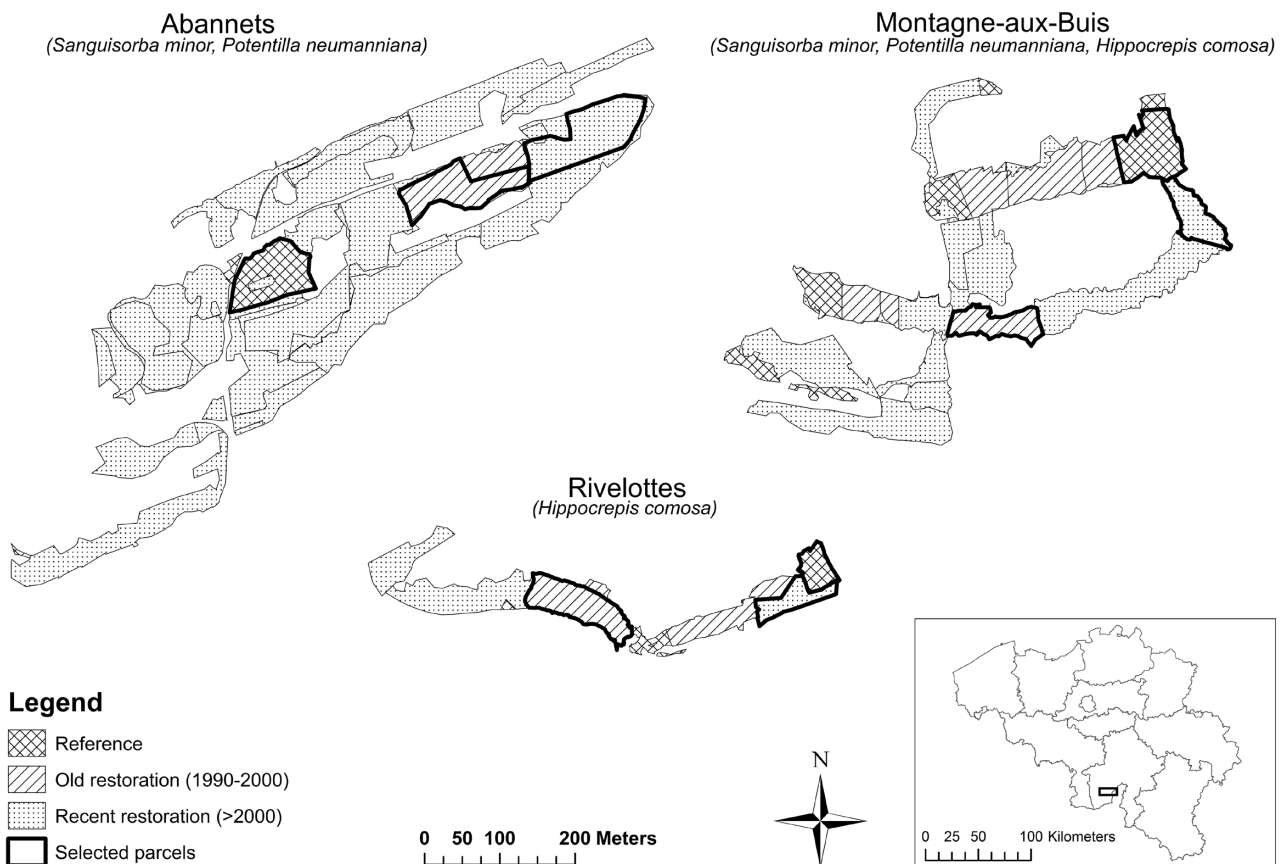 Abannets
(Sanguisorba minor, Potentilla neumanniana)
Montagne-aux-Buis
(Sanguisorba minor, Potentilla neumanniana, Hippocrepis comosa)
Rivelottes
(Hippocrepis comosa)
Legend
Reference
Old restoration (1990-2000)
Recent restoration (>2000)
Selected parcels
0 50 100 200 Meters
N
0 25 50 100 Kilometers